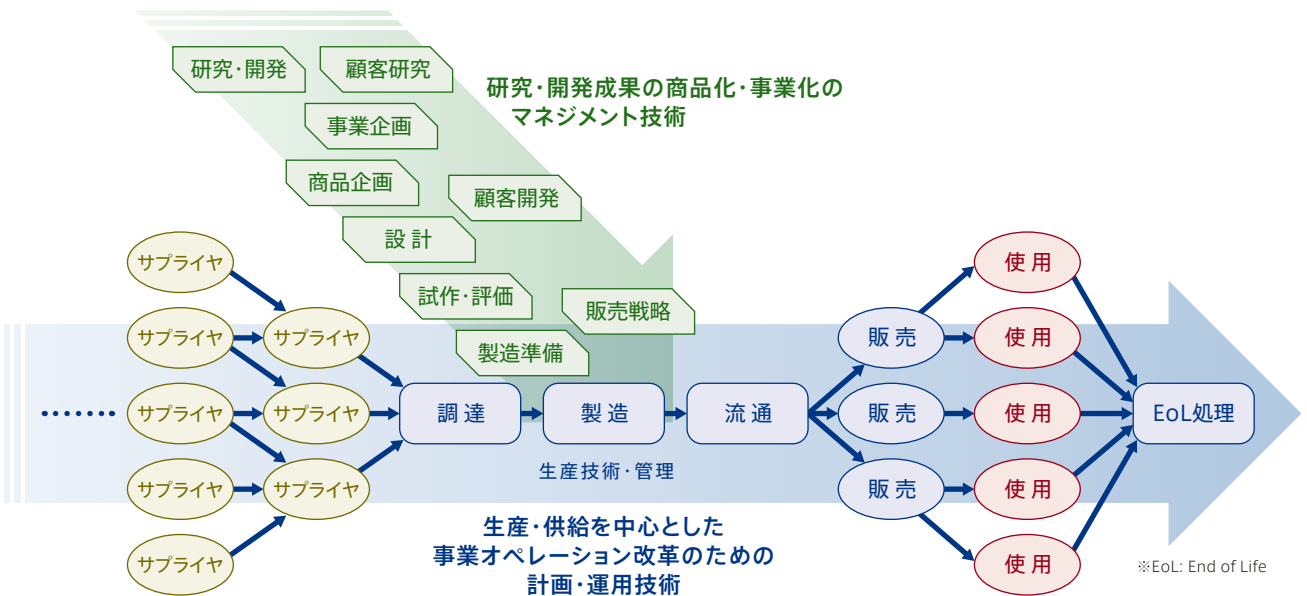 研究・開発
顧客研究
研究・開発成果の商品化・事業化の
マネジメント技術
事業企画
商品企画
顧客開発
設 計
試作・評価
販売戦略
製造準備
サプライヤ
サプライヤ
サプライヤ
サプライヤ
サプライヤ
サプライヤ
サプライヤ
サプライヤ
調 達
製 造
流 通
生産技術・管理
販 売
販 売
販 売
使 用
使 用
使 用
使 用
使 用
EoL処理
生産・供給を中心とした
事業オペレーション改革のための
計画・運用技術
※EoL: End of Life